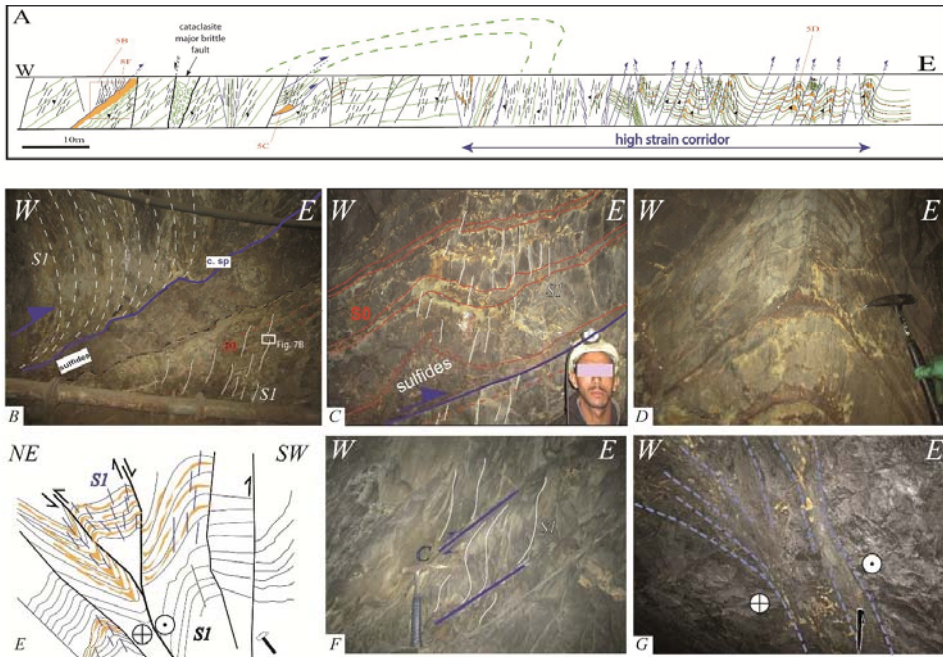 A
5B
8F
cataclasite
major brittle
fault
5D
W
E
5C
10m
high strain corridor
W
E
S1
c. sp
sulfides
S0
Fig. 7B
S1
B
W
E
S0
S1
sulfides
C
W
E
D
NE
SW
S1
S1
E
W
E
C
S1
F
W
E
G